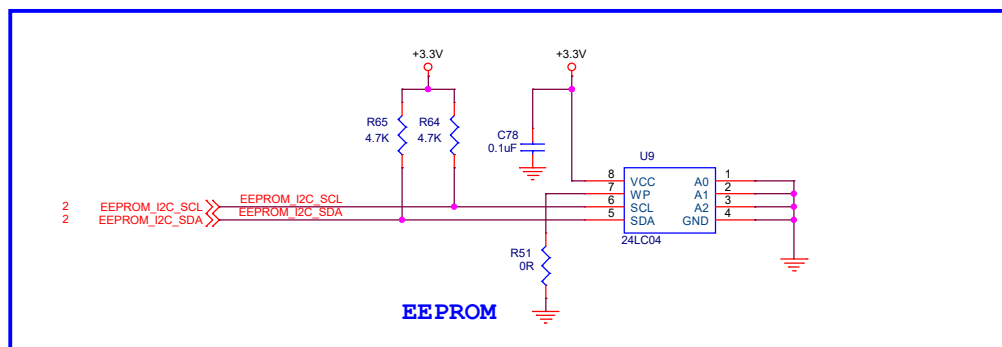 +3.3V
+3.3V
R65
4.7K
R64
4.7K
C78
0.1uF
U9
8
VCC
A0
1
7
WP
A1
2
6
SCL
A2
3
5
SDA
GND
4
24LC04
2
EEPROM_I2C_SCL
EEPROM_I2C_SCL
2
EEPROM_I2C_SDA
EEPROM_I2C_SDA
R51
0R
EEPROM